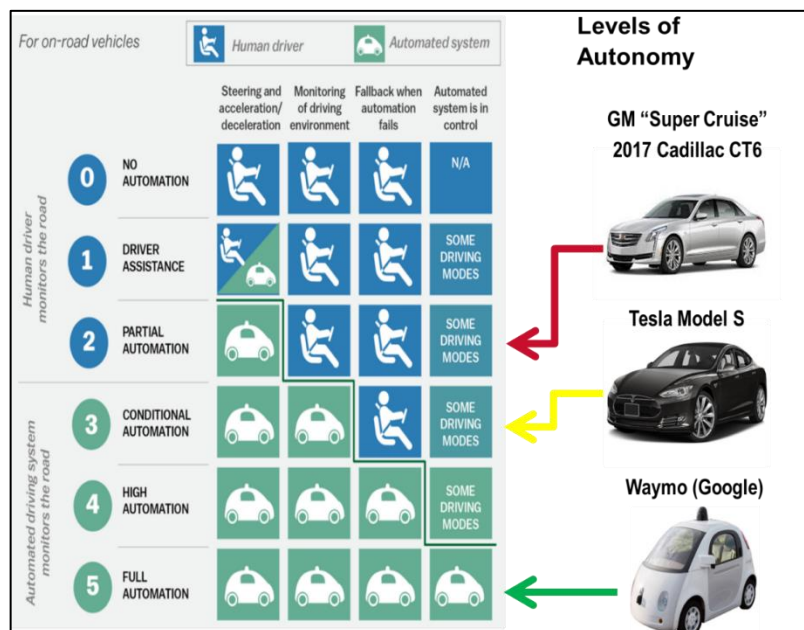 For on-road vehicles
Human driver
Automated system
Levels of
Autonomy
Steering and
acceleration/
deceleration
Monitoring
of driving
environment
Fallback when
automation
fails
Automated
system is in
control
GM “Super Cruise”
2017 Cadillac CT6
Human driver
monitors the road
0
NO
AUTOMATION
N/A
1
DRIVER
ASSISTANCE
SOME
DRIVING
MODES
2
PARTIAL
AUTOMATION
SOME
DRIVING
MODES
Tesla Model S
Automated driving system
monitors the road
3
CONDITIONAL
AUTOMATION
SOME
DRIVING
MODES
4
HIGH
AUTOMATION
SOME
DRIVING
MODES
Waymo (Google)
5
FULL
AUTOMATION